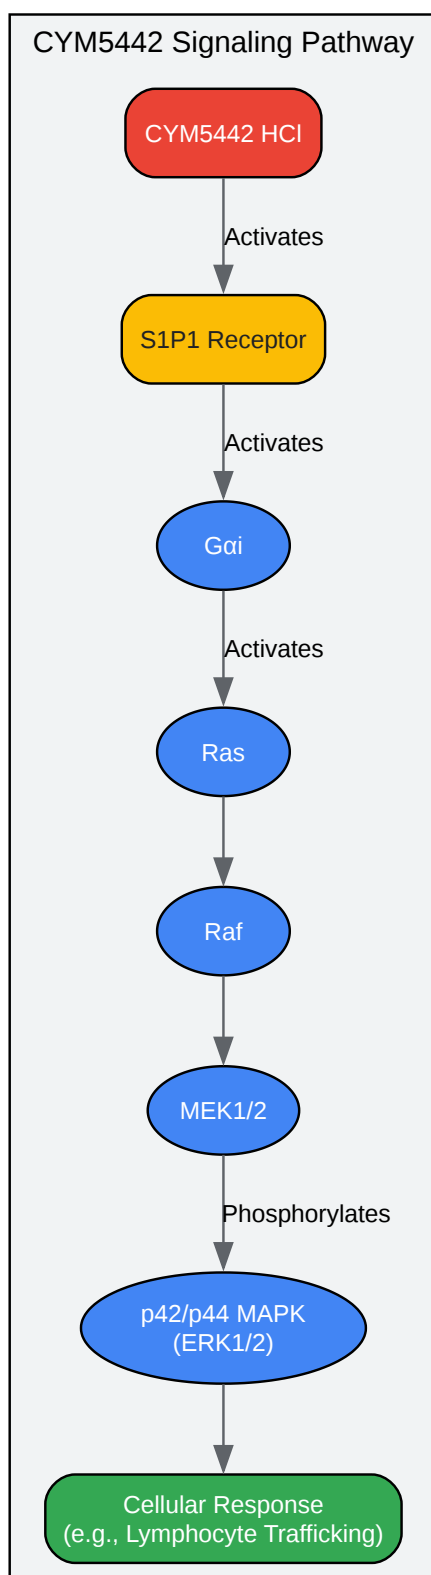 CYM5442 Signaling Pathway
CYM5442 HCl
Activates
S1P1 Receptor
Activates
Gαi
Activates
Ras
Raf
MEK1/2
Phosphorylates
p42/p44 MAPK
(ERK1/2)
Cellular Response
(e.g., Lymphocyte Trafficking)